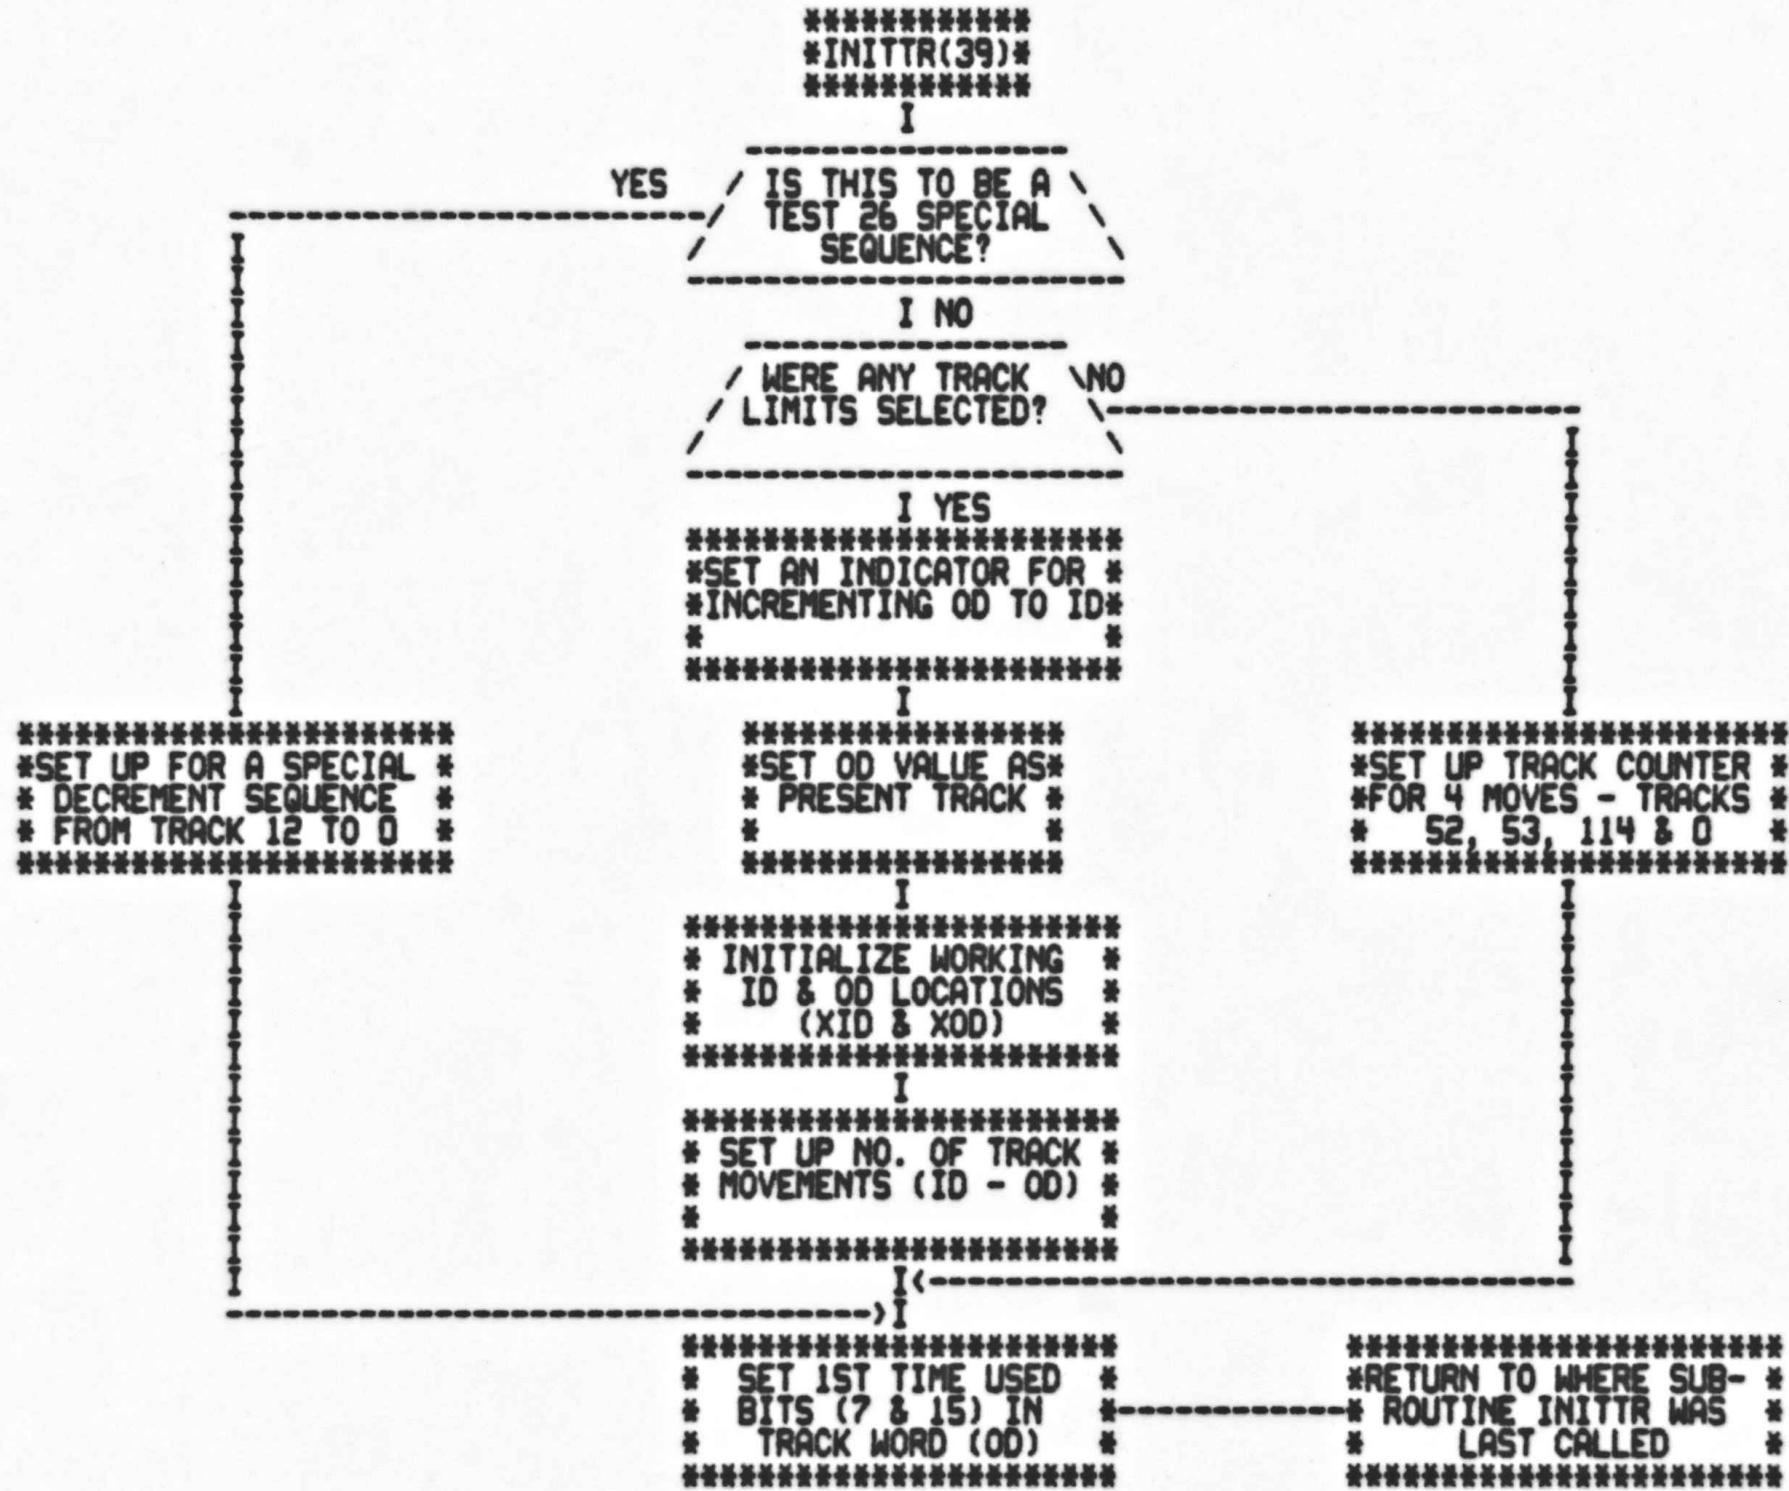 INITTR(39)
YES
IS THIS TO BE A
TEST 26 SPECIAL
SEQUENCE?
NO
WERE ANY TRACK
LIMITS SELECTED?
NO
YES
SET AN INDICATOR FOR
INCREMENTING OD TO ID
SET UP FOR A SPECIAL
DECREMENT SEQUENCE
FROM TRACK 12 TO 0
SET OD VALUE AS
PRESENT TRACK
SET UP TRACK COUNTER
FOR 4 MOVES - TRACKS
52, 53, 114 & 0
INITIALIZE WORKING
ID & OD LOCATIONS
(XID & XOD)
SET UP NO. OF TRACK
MOVEMENTS (ID - OD)
SET 1ST TIME USED
BITS (7 & 15) IN
TRACK WORD (OD)
RETURN TO WHERE SUB-
ROUTINE INITTR WAS
LAST CALLED